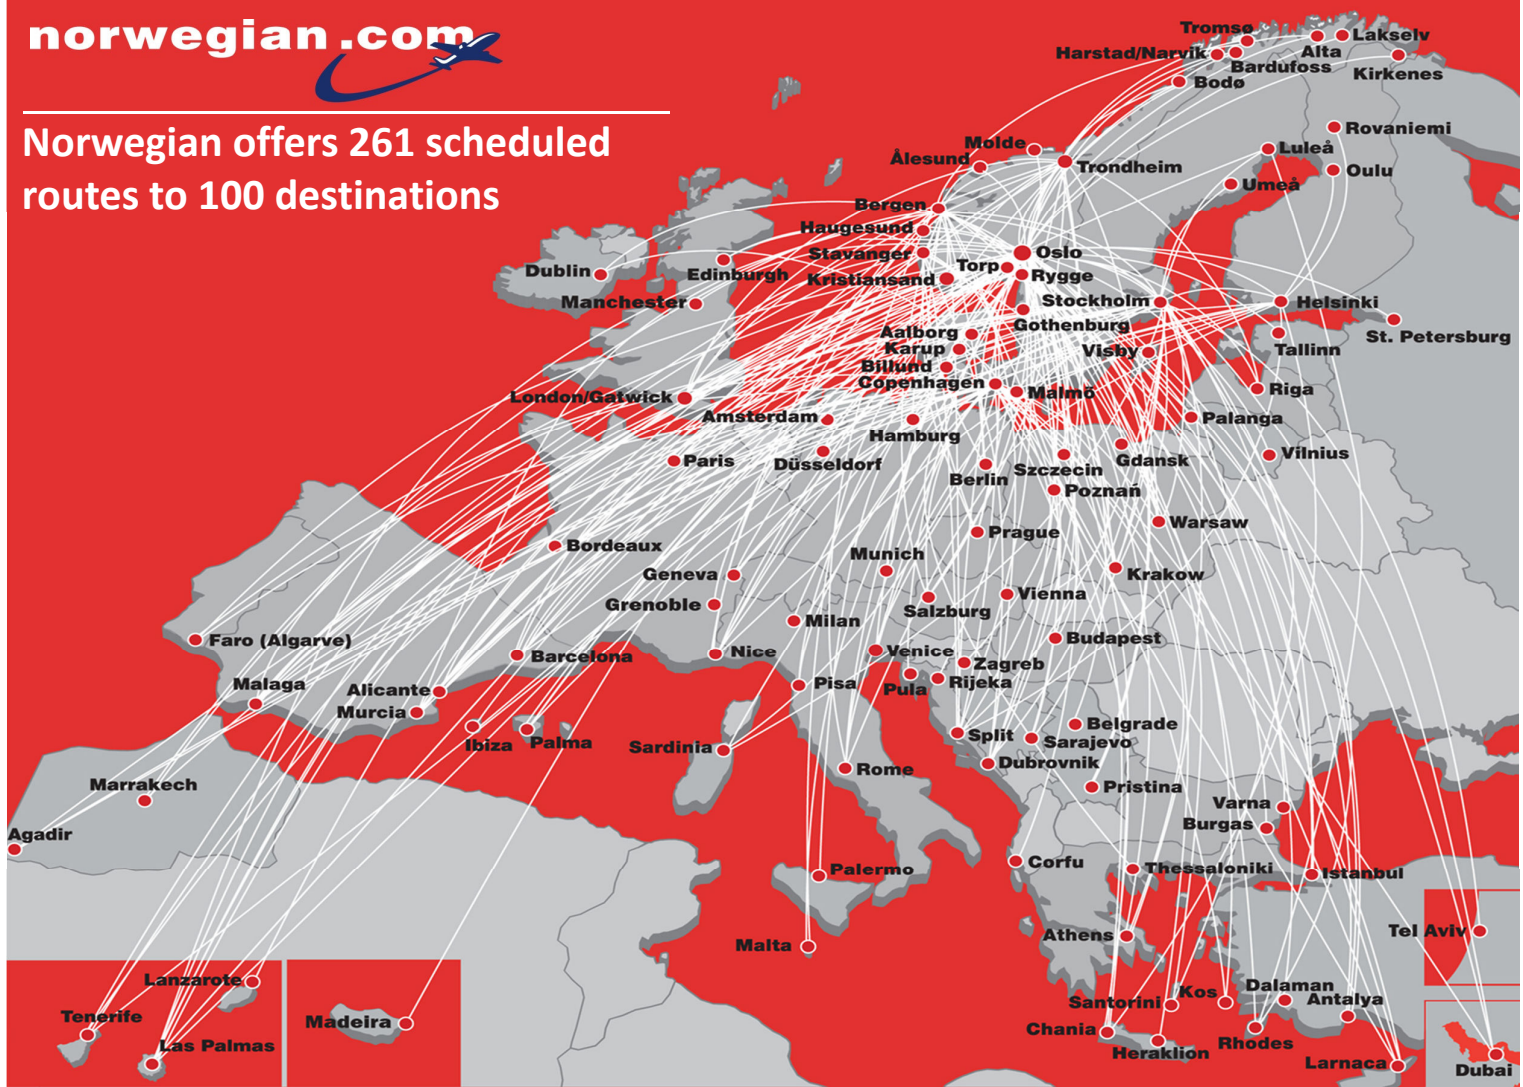 norwegian.com
Norwegian offers 261 scheduled
routes to 100 destinations
Tromsø
Lakselv
Harstad/Narvik
Alta
Bardufoss
Kirkenes
Bodø
Rovaniemi
Molde
Luleå
Ålesund
Trondheim
Oulu
Umeå
Bergen
Haugesund
Stavanger
Oslo
Torp
Dublin
Edinburgh
Kristiansand
Rygge
Manchester
Stockholm
Helsinki
Gothenburg
Aalborg
St. Petersburg
Karup
Visby
Tallinn
Billund
Copenhagen
Riga
London/Gatwick
Malmö
Amsterdam
Palanga
Hamburg
Paris
Düsseldorf
Gdansk
Vilnius
Szczecin
Berlin
Poznań
Warsaw
Prague
Bordeaux
Munich
Geneva
Krakow
Vienna
Grenoble
Salzburg
Milan
Faro (Algarve)
Budapest
Barcelona
Nice
Venice
Zagreb
Malaga
Alicante
Pisa
Pula
Rijeka
Murcia
Belgrade
Ibiza
Palma
Sardinia
Split
Sarajevo
Dubrovnik
Rome
Marrakech
Pristina
Varna
Burgas
Agadir
Corfu
Palermo
Thessaloniki
Istanbul
Tel Aviv
Malta
Athens
Lanzarote
Dalaman
Santorini
Kos
Antalya
Tenerife
Madeira
Chania
Las Palmas
Heraklion
Rhodes
Larnaca
Dubai